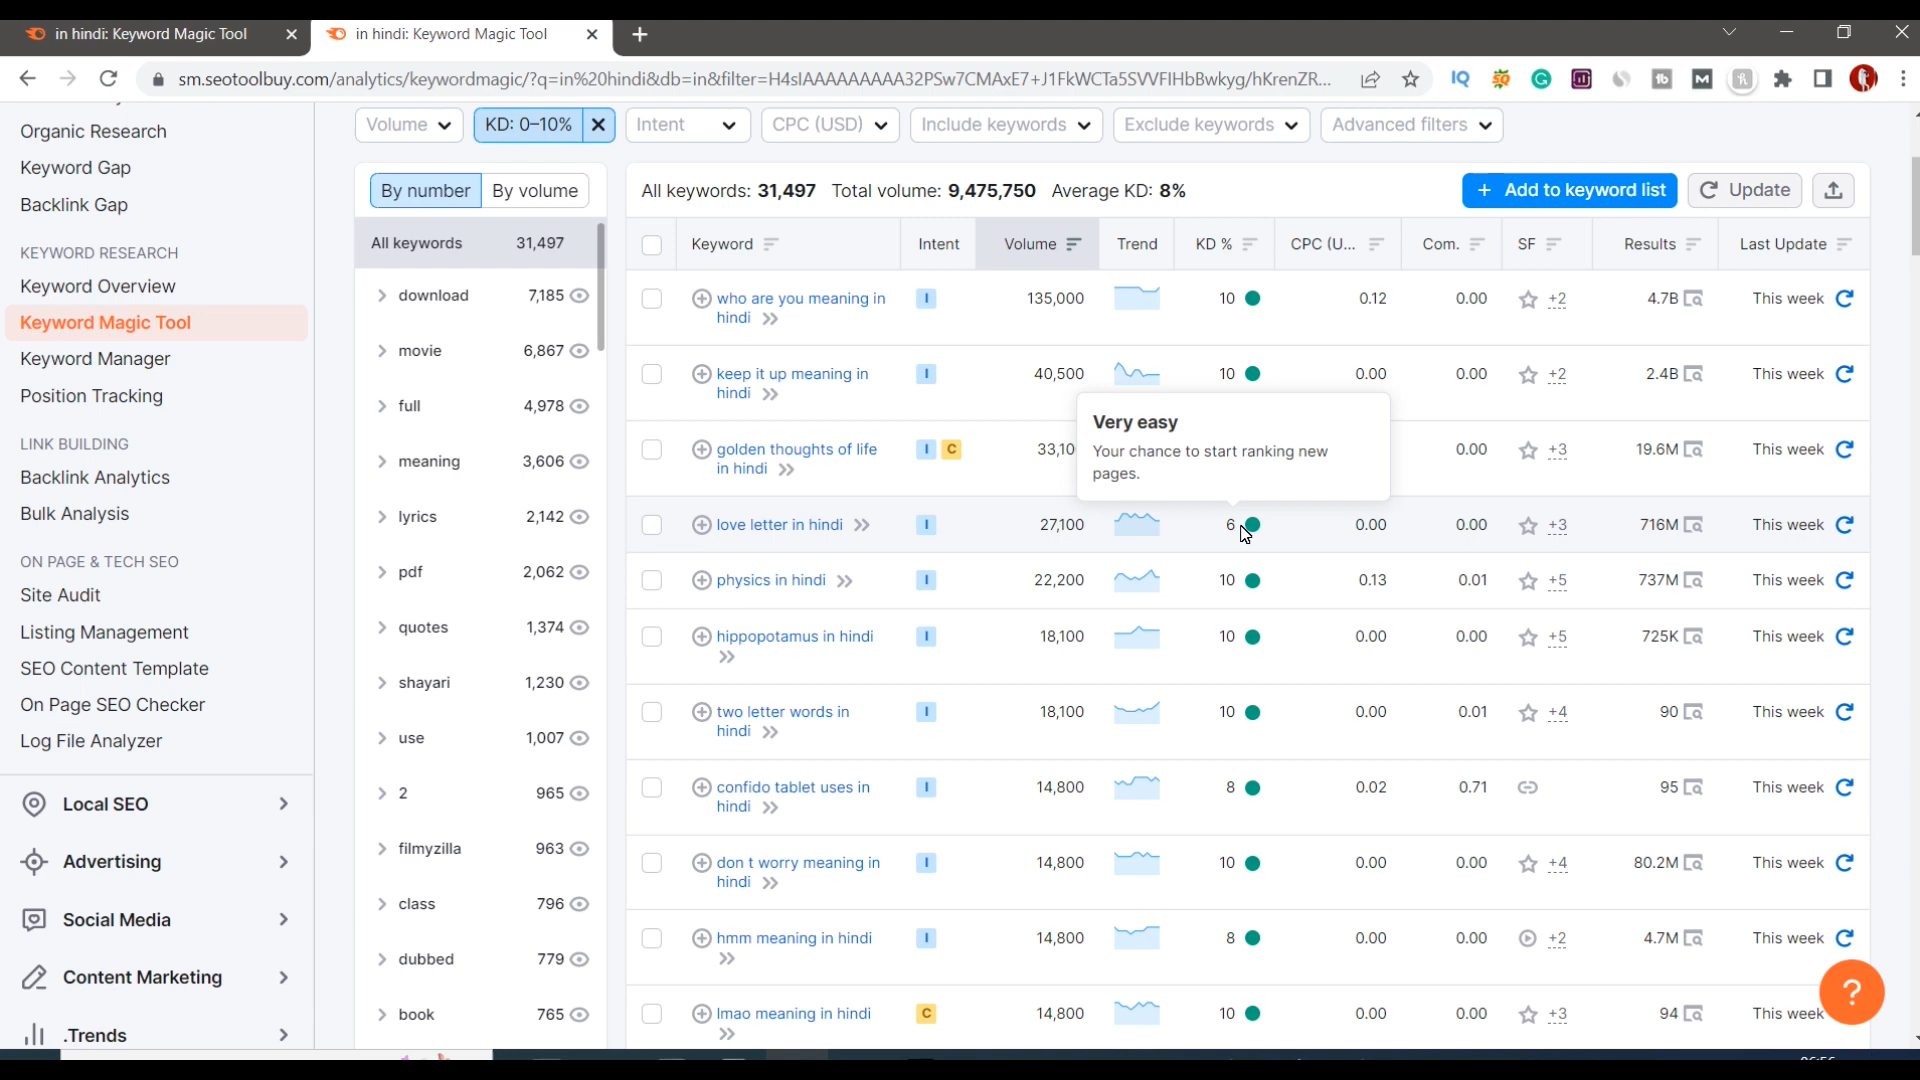 in hindi: Keyword Magic Tool
in hindi: Keyword Magic Tool
sm.seotoolbuy.com/analytics/keywordmagic/?q=in%20hindi&db=in&filter=H4sIAAAAAAAAA32PSw7CMAxE7+J1FkWCTa5SVVFIHbBwkyg/hKrenZR...
Organic Research
Keyword Gap
Backlink Gap
KEYWORD RESEARCH
Keyword Overview
Keyword Magic Tool
Keyword Manager
Position Tracking
LINK BUILDING
Backlink Analytics
Bulk Analysis
ON PAGE & TECH SEO
Site Audit
Listing Management
SEO Content Template
On Page SEO Checker
Log File Analyzer
Local SEO
Advertising
Social Media
Content Marketing
.Trends
Volume KD: 0-10% Intent CPC (USD) Include keywords Exclude keywords Advanced filters
By number By volume
All keywords 31,497
download 7,185
movie 6,867
full 4,978
meaning 3,606
lyrics 2,142
pdf 2,062
quotes 1,374
shayari 1,230
use 1,007
2 965
filmyzilla 963
class 796
dubbed 779
book 765
All keywords: 31,497 Total volume: 9,475,750 Average KD: 8%
+ Add to keyword list Update
Keyword Intent Volume Trend KD % CPC (U... Com. SF Results Last Update
who are you meaning in hindi I 135,000 10 0.12 0.00 +2 4.7B This week
keep it up meaning in hindi I 40,500 10 0.00 0.00 +2 2.4B This week
golden thoughts of life in hindi I C 33,10 0.00 +3 19.6M This week
Very easy
Your chance to start ranking new
pages.
love letter in hindi I 27,100 6 0.00 0.00 +3 716M This week
physics in hindi I 22,200 10 0.13 0.01 +5 737M This week
hippopotamus in hindi I 18,100 10 0.00 0.00 +5 725K This week
two letter words in hindi I 18,100 10 0.00 0.01 +4 90 This week
confido tablet uses in hindi I 14,800 8 0.02 0.71 95 This week
don t worry meaning in hindi I 14,800 10 0.00 0.00 +4 80.2M This week
hmm meaning in hindi I 14,800 8 0.00 0.00 +2 4.7M This week
lmao meaning in hindi C 14,800 10 0.00 0.00 +3 94 This week
?